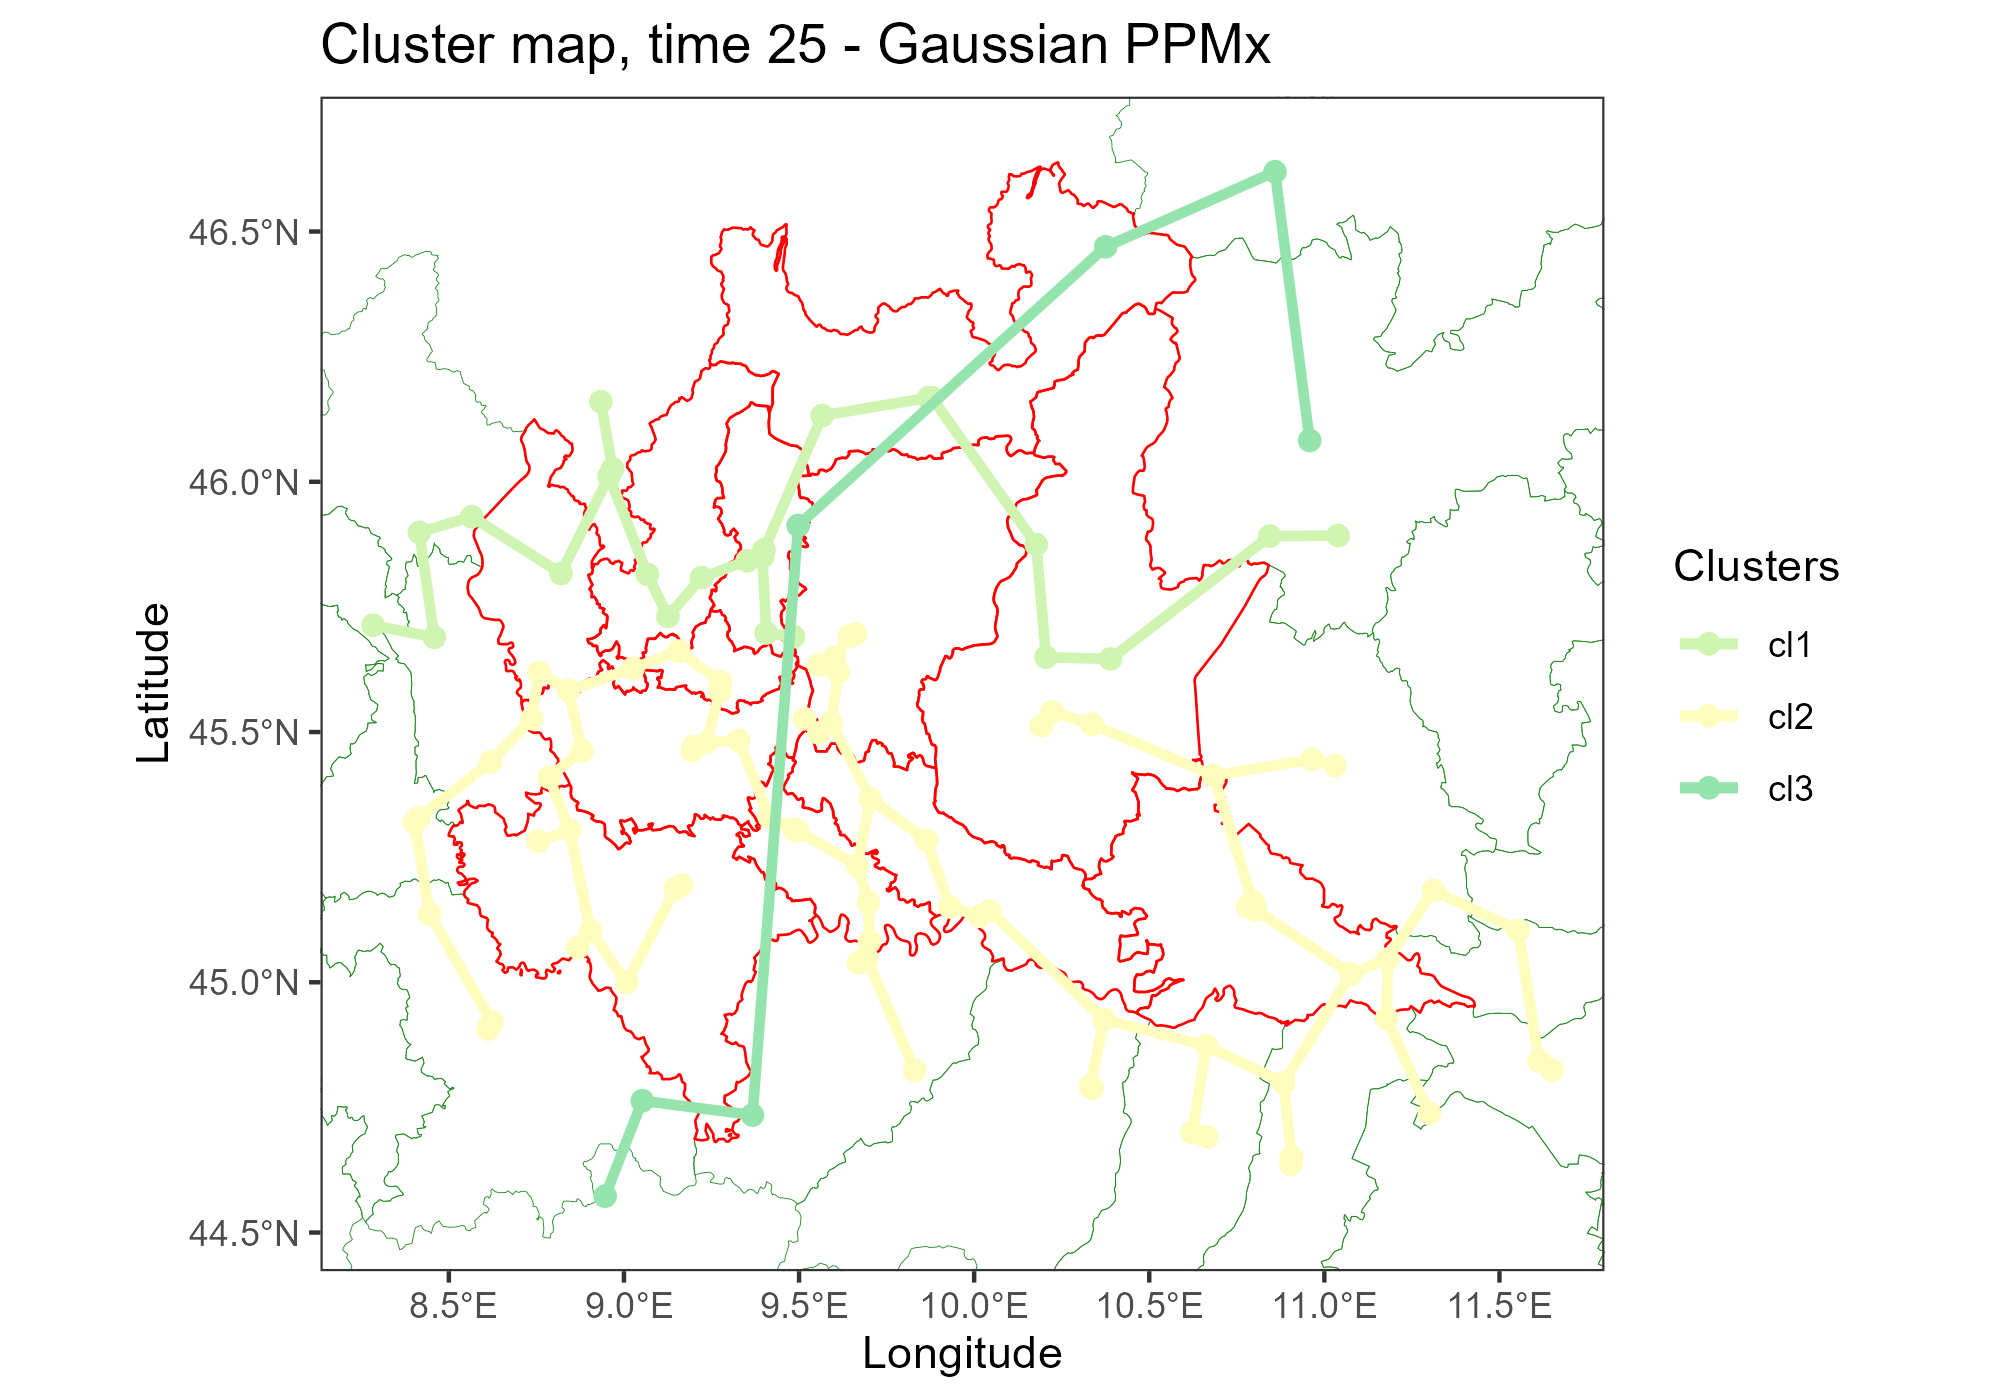 Cluster map, time 25 - Gaussian PPMx
46.5°N
46.0°N
45.5°N
45.0°N
44.5°N
Latitude
8.5°E 9.0°E 9.5°E 10.0°E 10.5°E 11.0°E 11.5°E
Longitude
Clusters
cl1
cl2
cl3